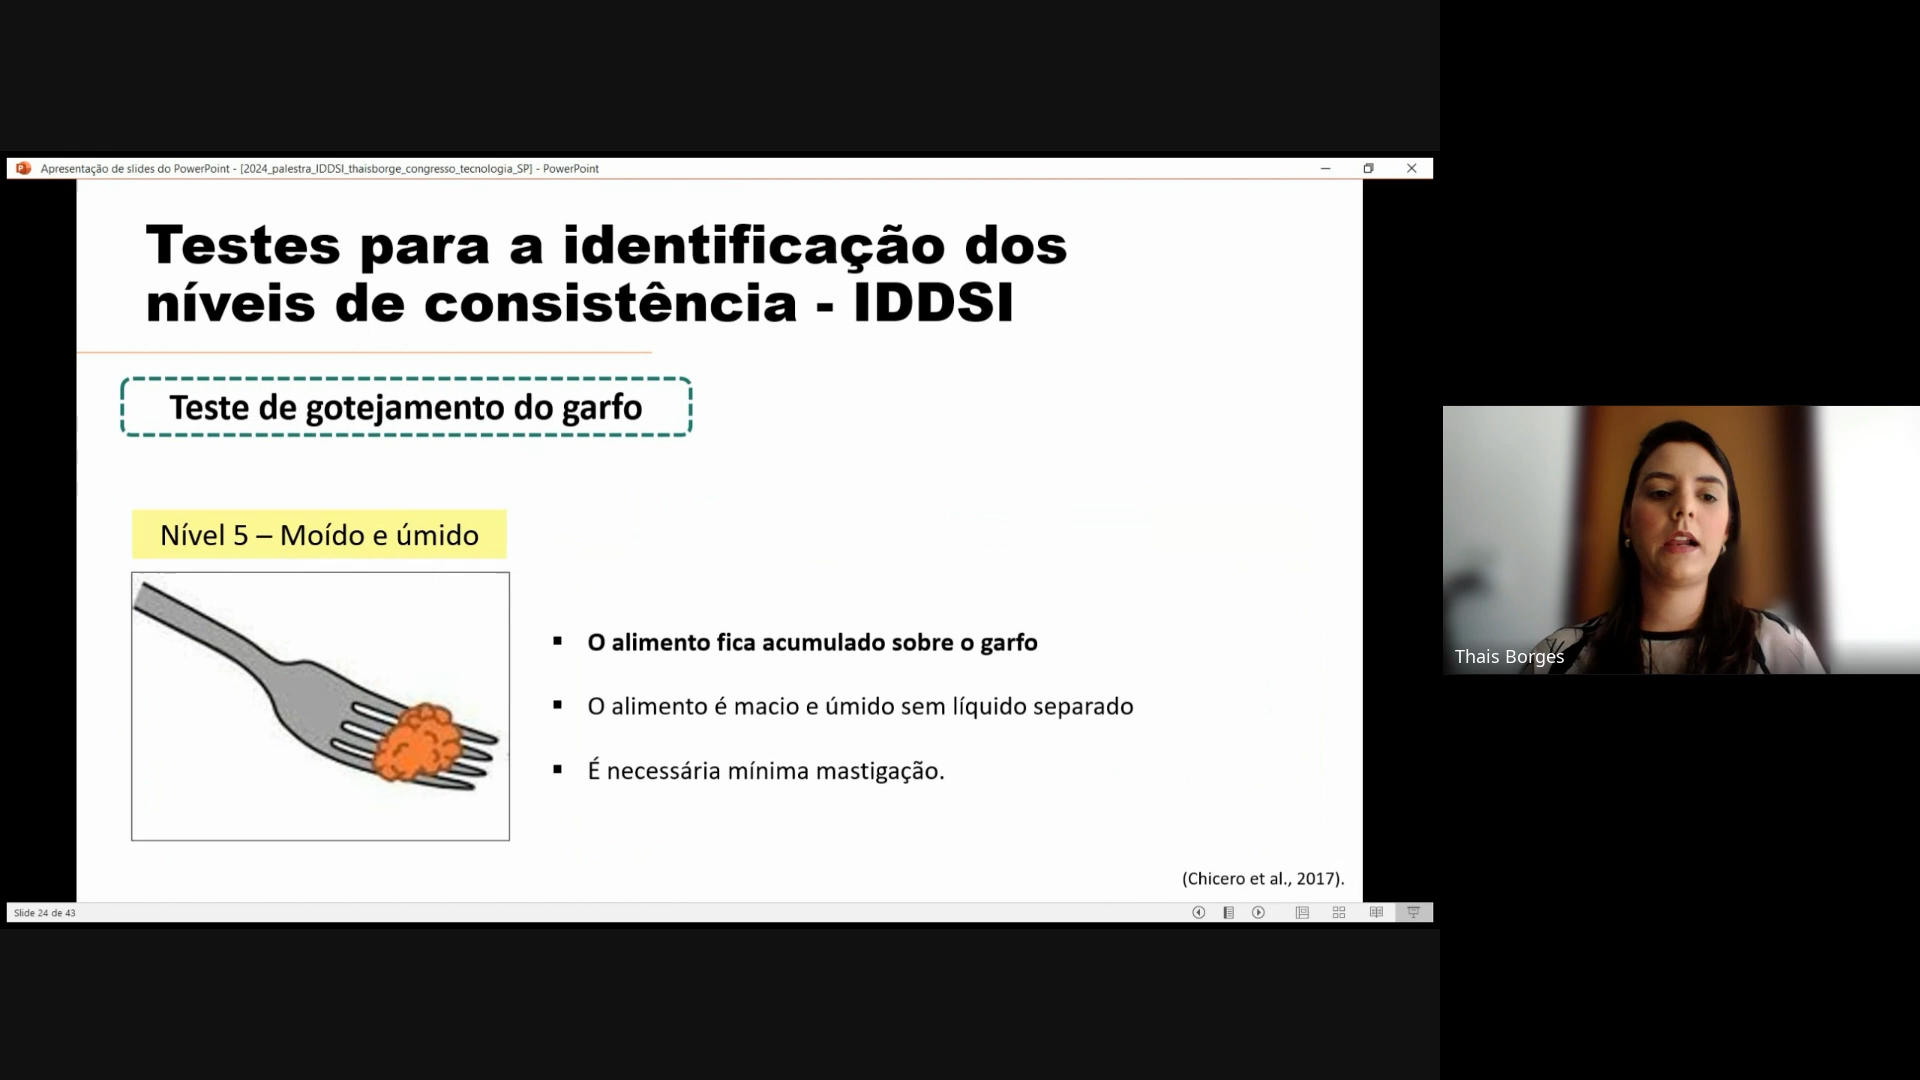 Apresentação de slides do PowerPoint - [2024_palestra_IDDSI_thaisborge_congresso_tecnologia_SP] - PowerPoint
Testes para a identificação dos
níveis de consistência - IDDSI
Teste de gotejamento do garfo
Nível 5 – Moído e úmido
▪ O alimento fica acumulado sobre o garfo
▪ O alimento é macio e úmido sem líquido separado
▪ É necessária mínima mastigação.
(Chicero et al., 2017).
Slide 24 de 43
Thais Borges